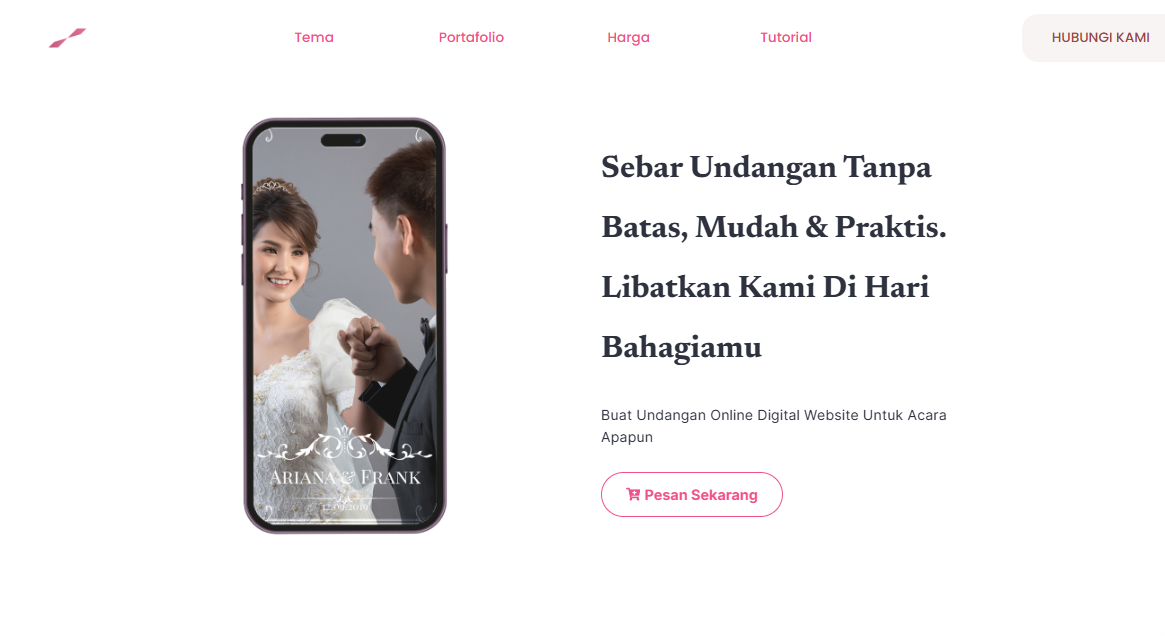 Tema
Portafolio
Harga
Tutorial
HUBUNGI KAMI
Sebar Undangan Tanpa
Batas, Mudah & Praktis.
Libatkan Kami Di Hari
Bahagiamu
Buat Undangan Online Digital Website Untuk Acara
Apapun
Pesan Sekarang
ARIANA & FRANK
12.09.2019